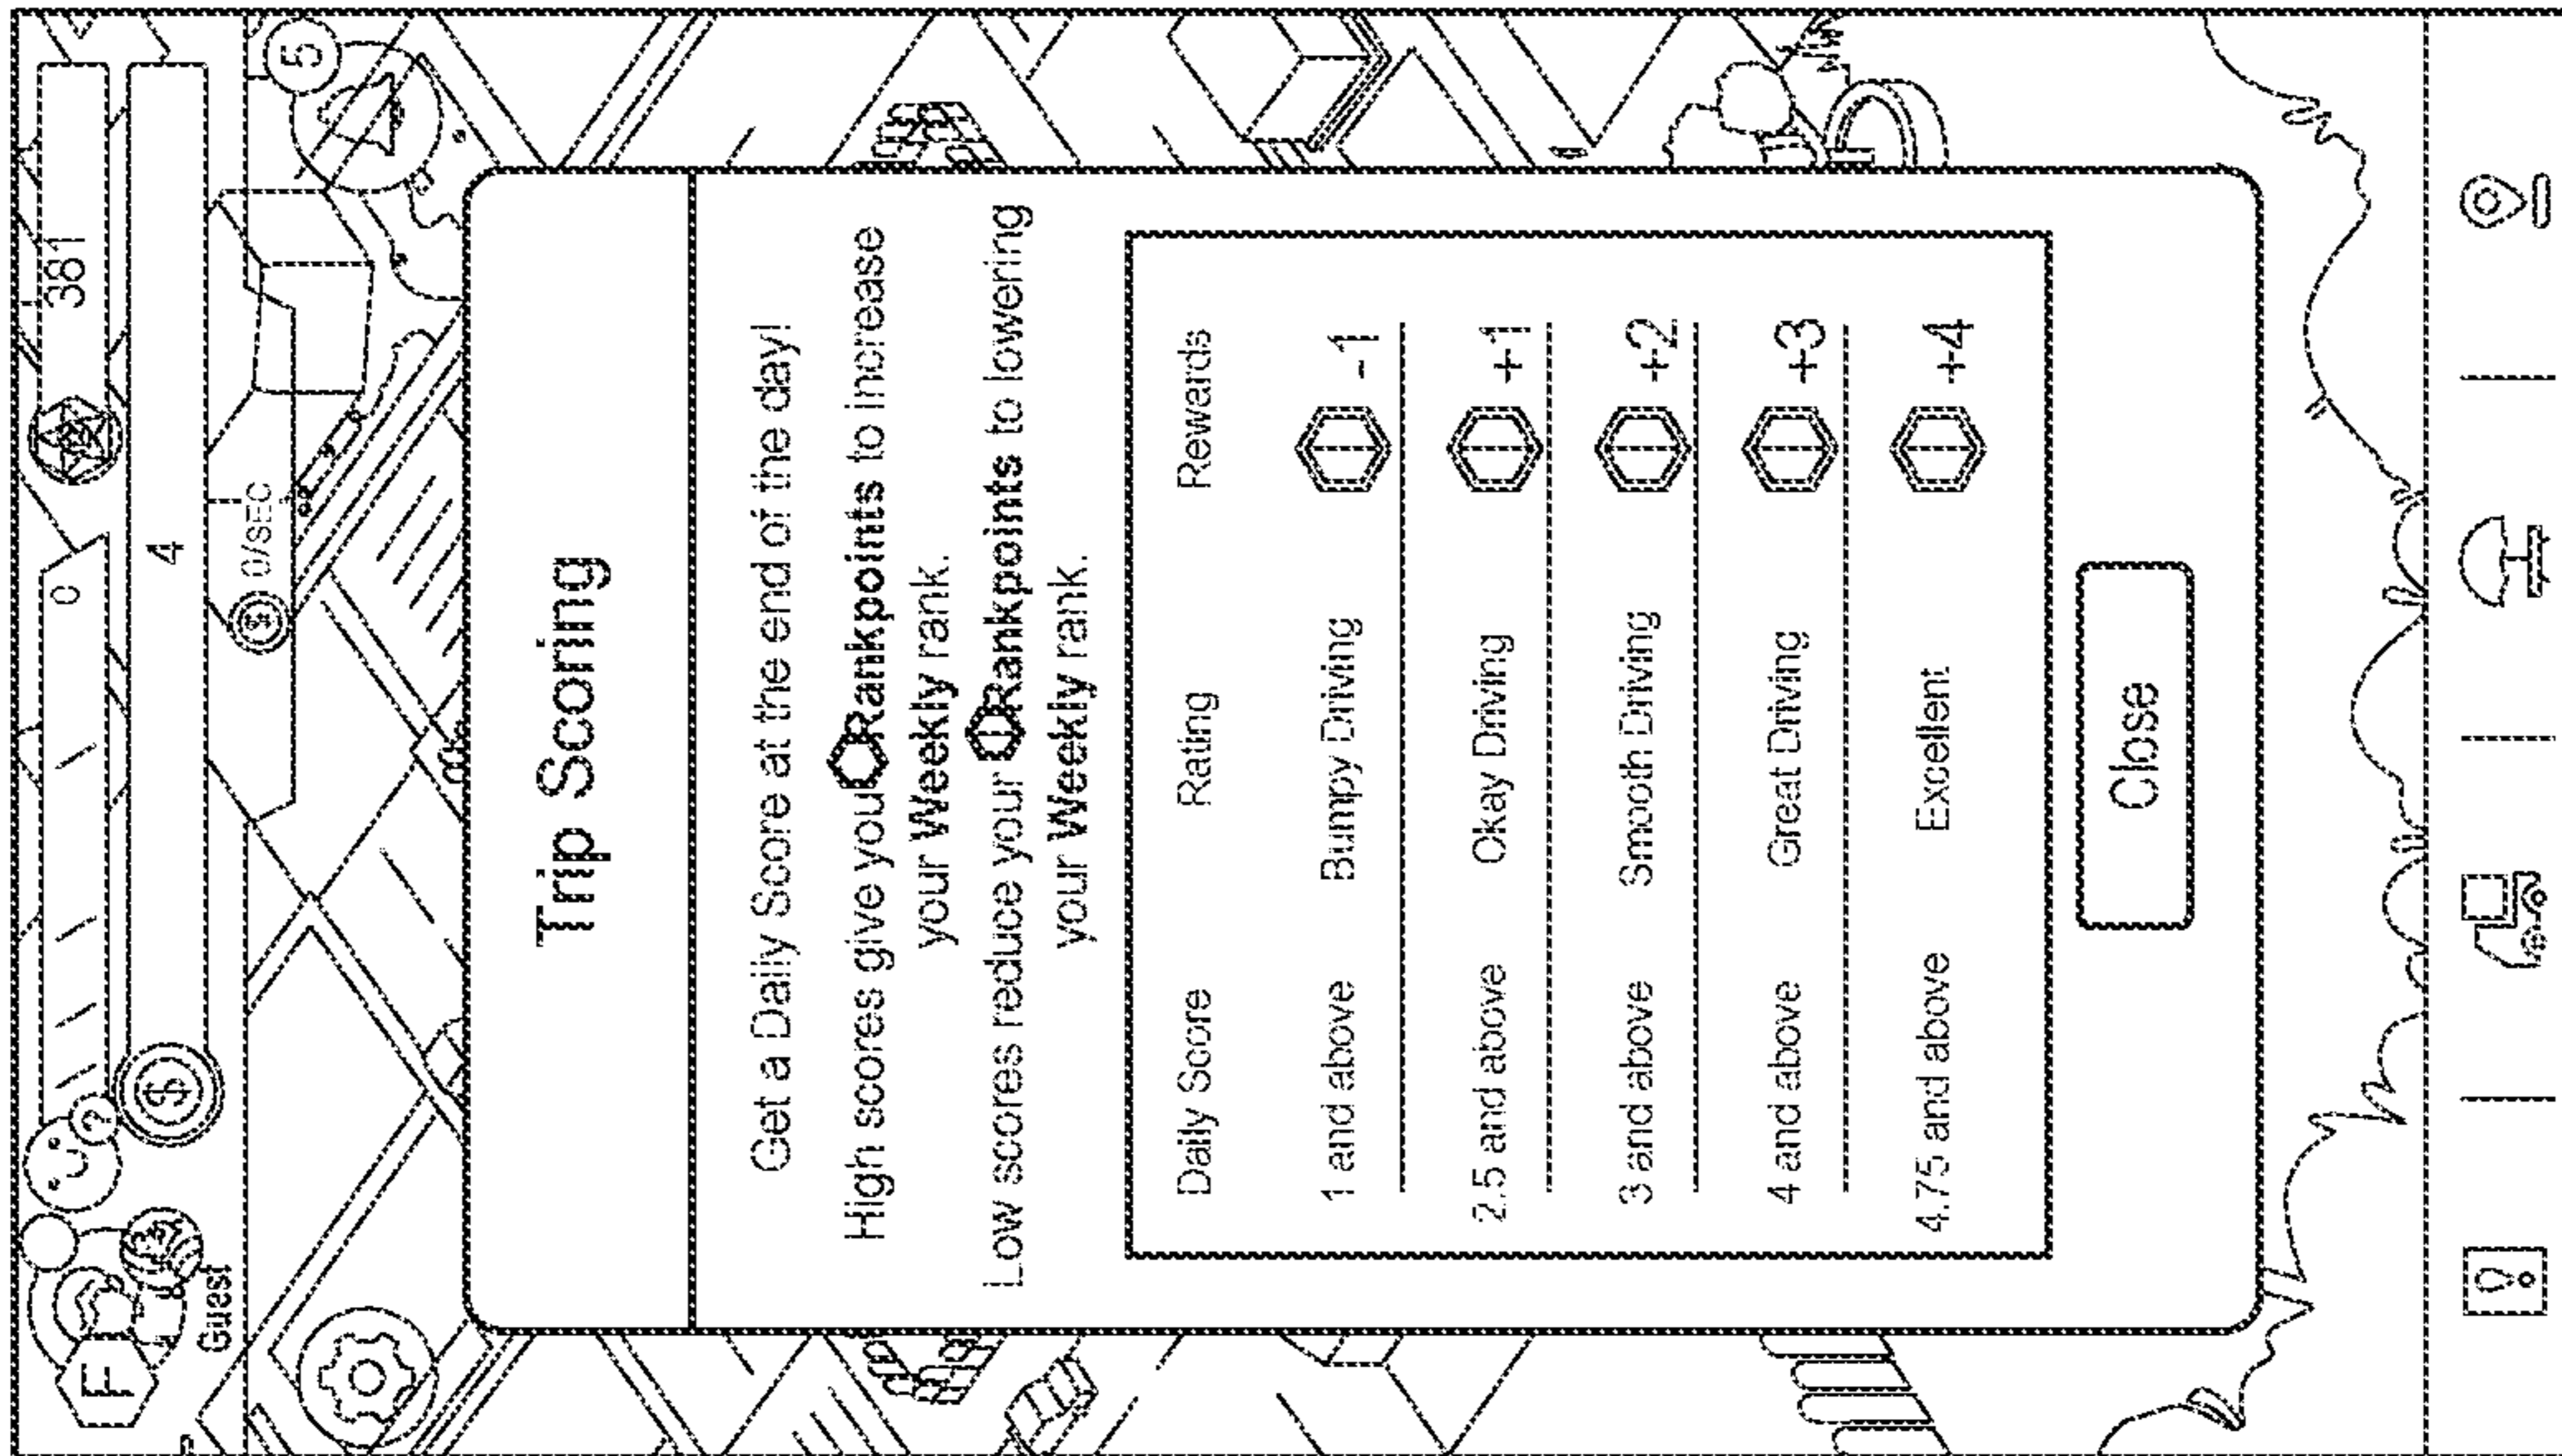 0
381
4
$
$ 0/SEC
5
F
?
Guest
Trip Scoring
Get a Daily Score at the end of the day!
High scores give you Rankpoints to increase
your Weekly rank.
Low scores reduce your Rankpoints to lowering
your Weekly rank.
Daily Score Rating Rewards
1 and above Bumpy Driving -1
2.5 and above Okay Driving +1
3 and above Smooth Driving +2
4 and above Great Driving +3
4.75 and above Excellent +4
Close